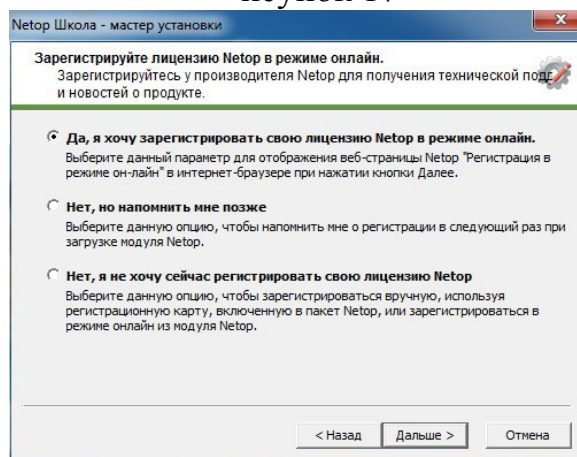 Netop Школа - мастер установки
Зарегистрируйте лицензию Netop в режиме онлайн.
Зарегистрируйтесь у производителя Netop для получения технической
и новостей о продукте.
Да, я хочу зарегистрировать свою лицензию Netop в режиме онлайн.
Выберите данный параметр для отображения веб-страницы Netop "Регистрация в
режиме он-лайн" в интернет-браузере при нажатии кнопки Далее.
Нет, но напомнить мне позже
Выберите данную опцию, чтобы напомнить мне о регистрации в следующий раз при
загрузке модуля Netop.
Нет, я не хочу сейчас регистрировать свою лицензию Netop
Выберите данную опцию, чтобы зарегистрироваться вручную, используя
регистрационную карту, включенную в пакет Netop, или зарегистрироваться в
режиме онлайн из модуля Netop.
< Назад
Дальше >
Отмена